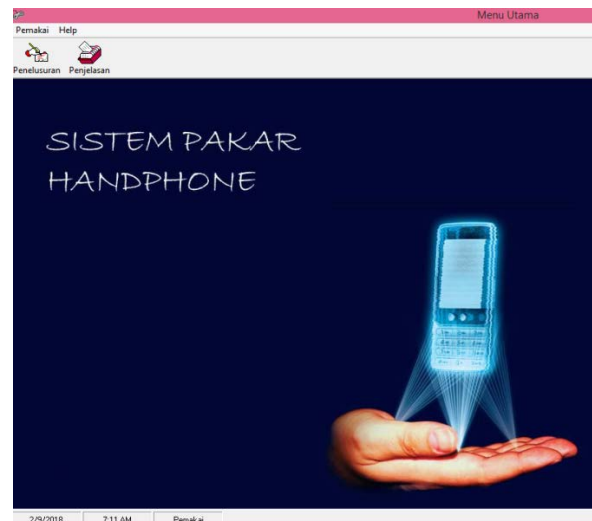 Menu Utama
Pemakai Help
Penelusuran Penjelasan
SISTEM PAKAR
HANDPHONE
2/9/2018 7:11 AM Pemakai